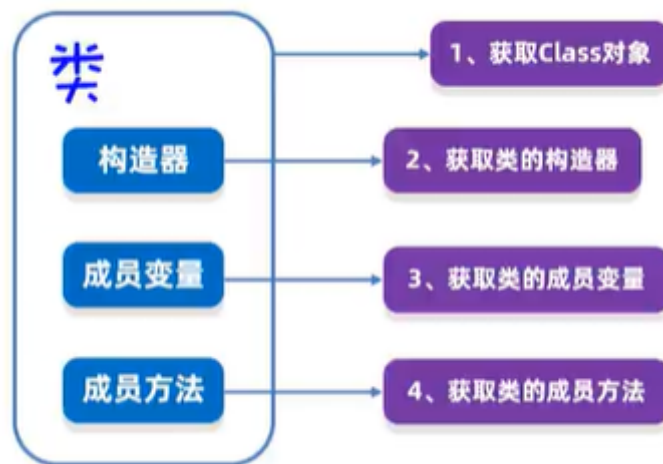 类
1、获取Class对象
构造器
2、获取类的构造器
成员变量
3、获取类的成员变量
成员方法
4、获取类的成员方法